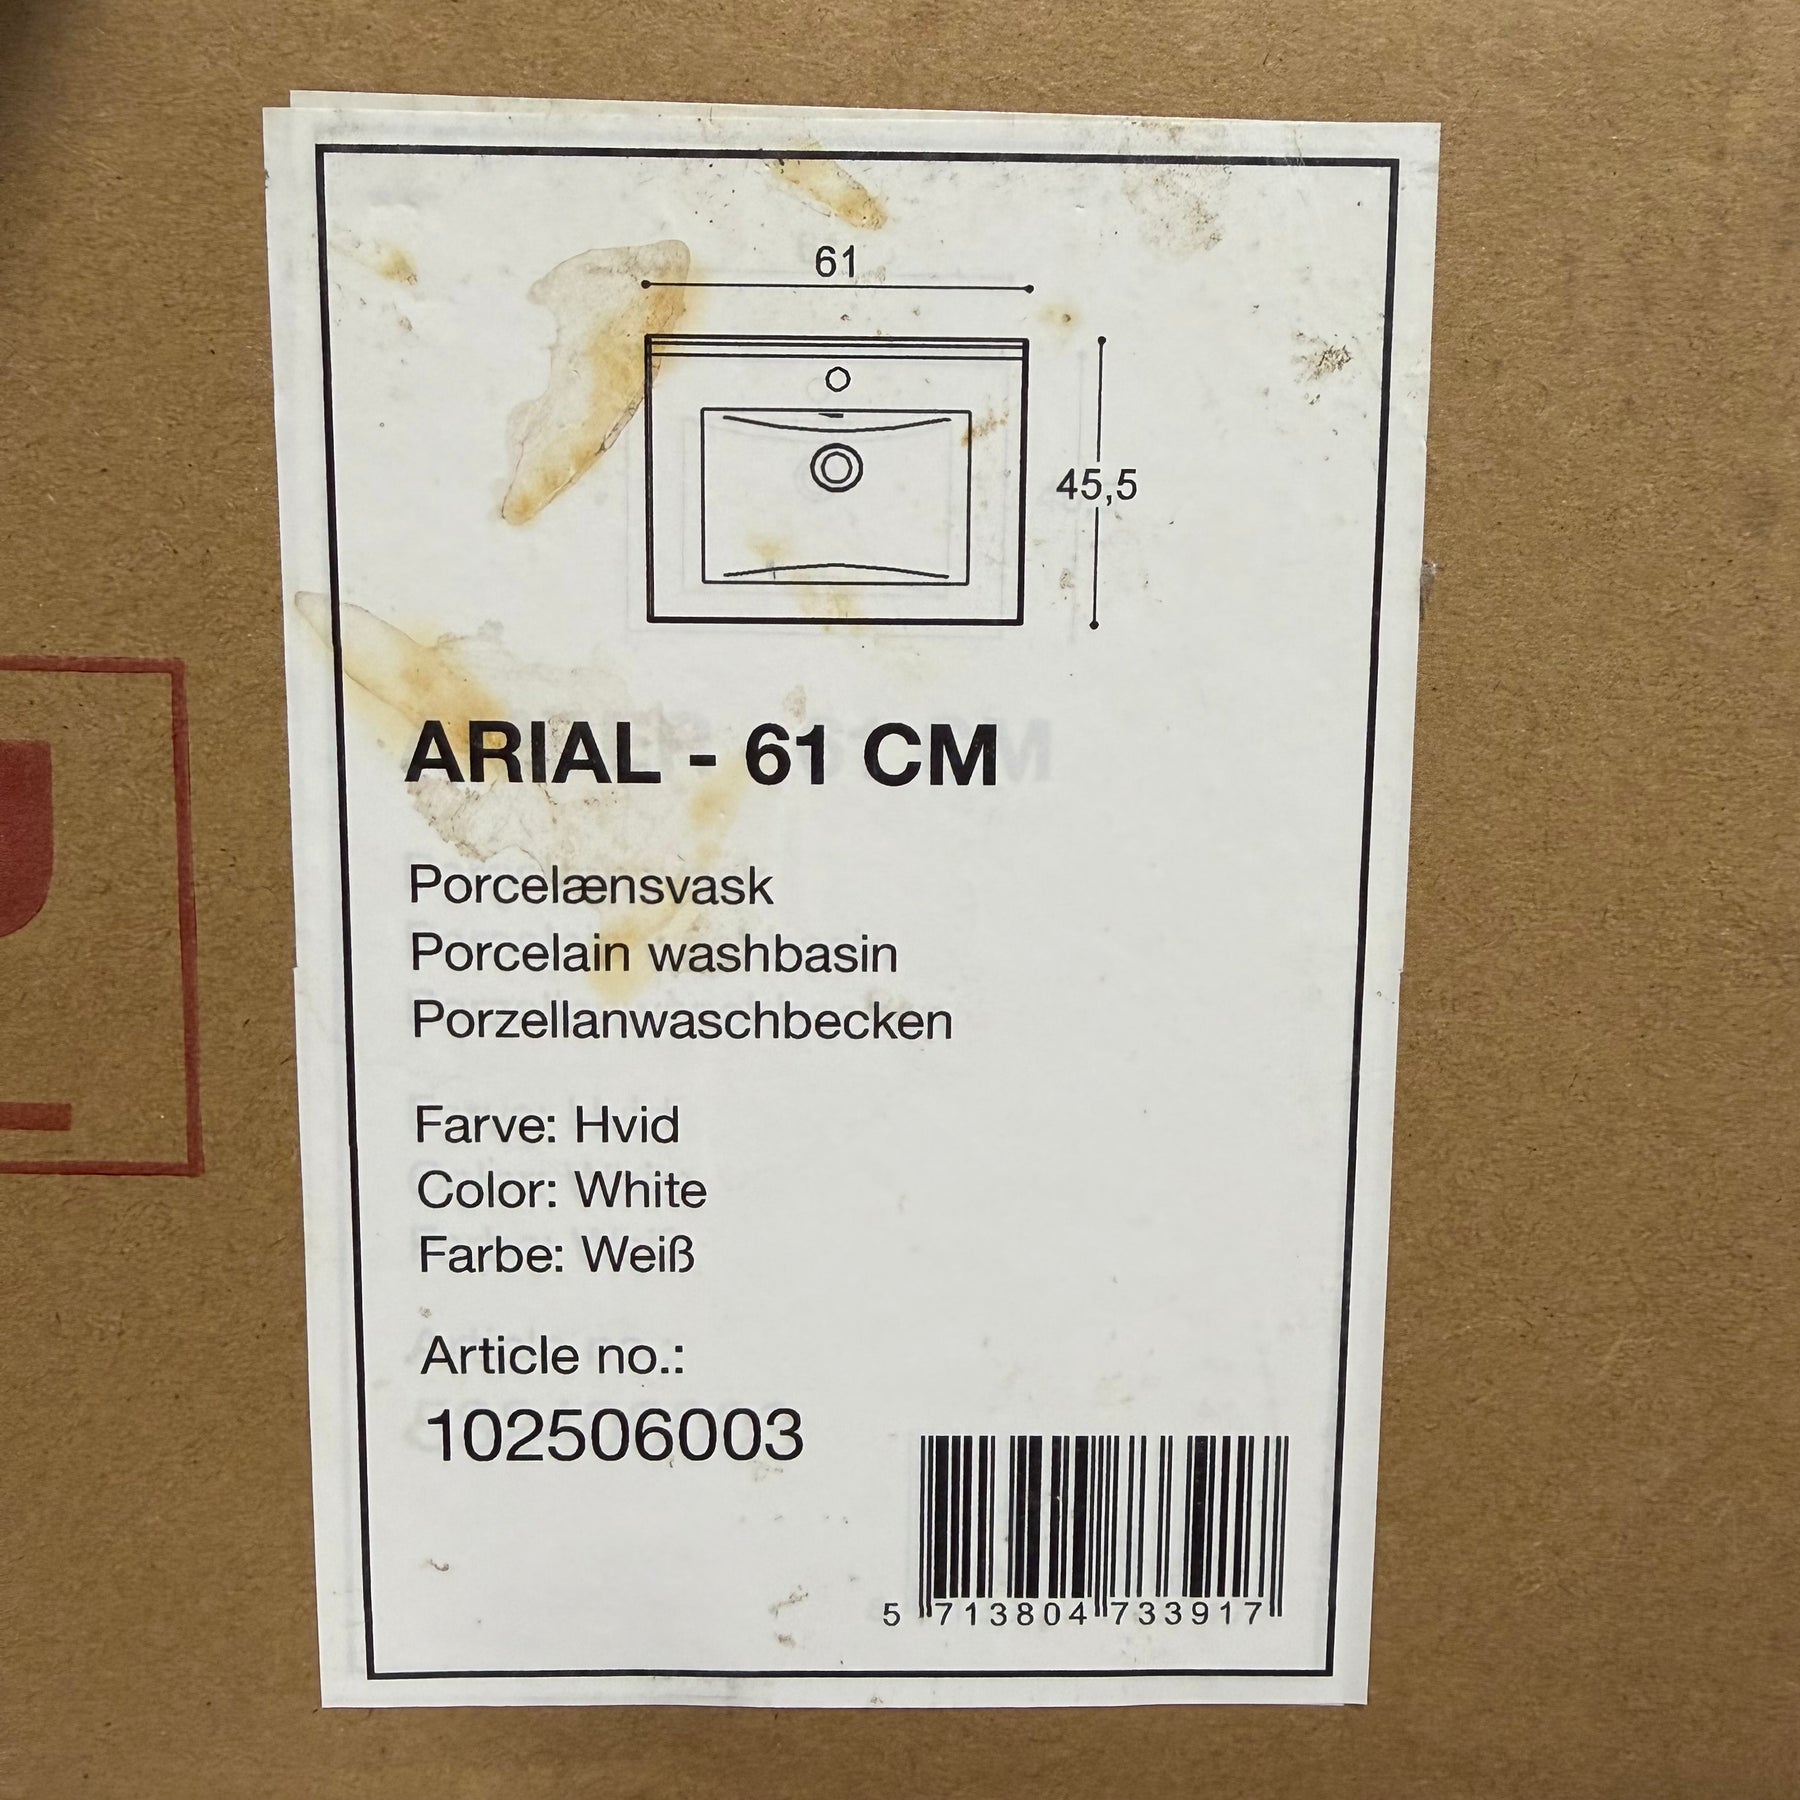 61
45,5
ARIAL - 61 CM
Porcelænsvask
Porcelain washbasin
Porzellanwaschbecken
Farve: Hvid
Color: White
Farbe: Weiß
Article no.:
102506003
5 713804 733917